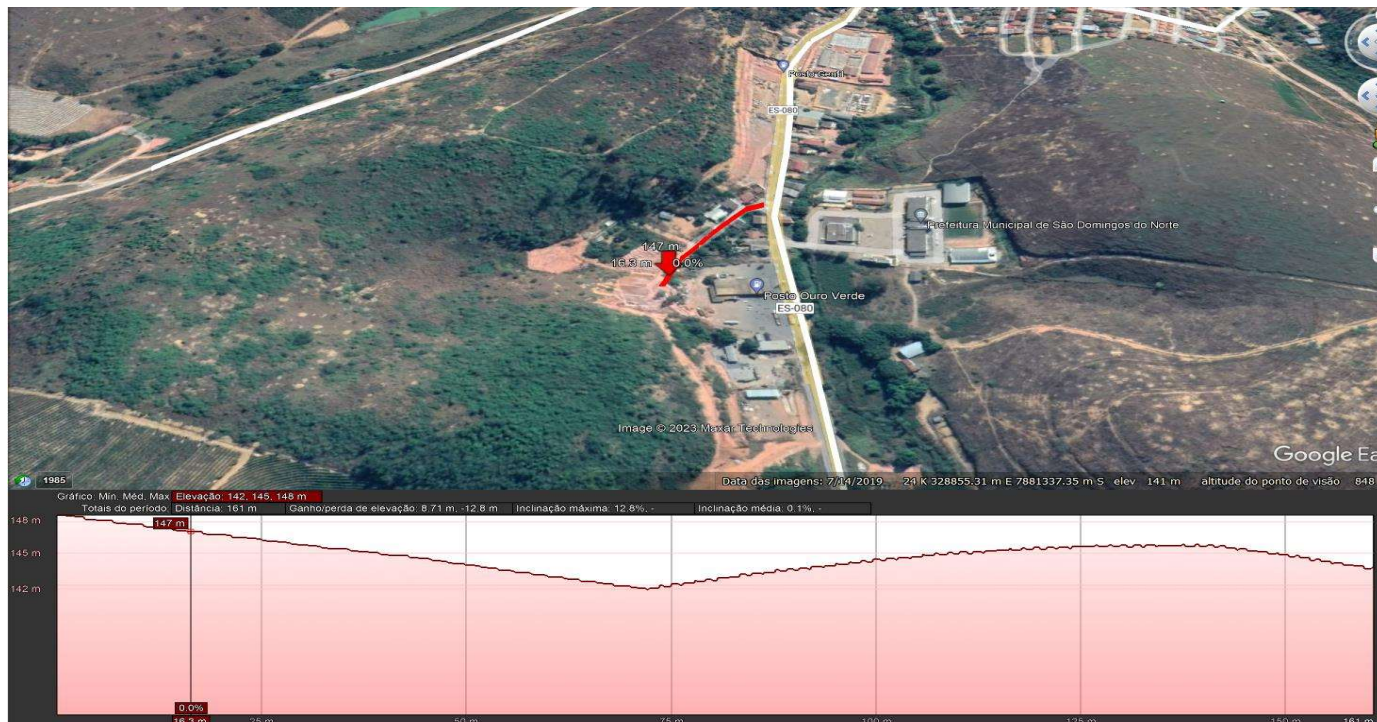 Posto Gentil
ES-080
Prefeitura Municipal de São Domingos do Norte
147 m
16.3 m 0.0%
Posto Ouro Verde
ES-080
Image © 2023 Maxar Technologies
Google Ea
1985
Data das imagens: 7/14/2019 24 K 328855.31 m E 7881337.35 m S elev 141 m altitude do ponto de visão 848
Gráfico: Mín. Méd. Max Elevação: 142, 145, 148 m
Totais do período: Distância: 161 m Ganho/perda de elevação: 8.71 m, -12.8 m Inclinação máxima: 12.8%, - Inclinação média: 0.1%, -
148 m
147 m
145 m
142 m
0.0%
16.3 m 25 m 50 m 75 m 100 m 125 m 150 m 161 m